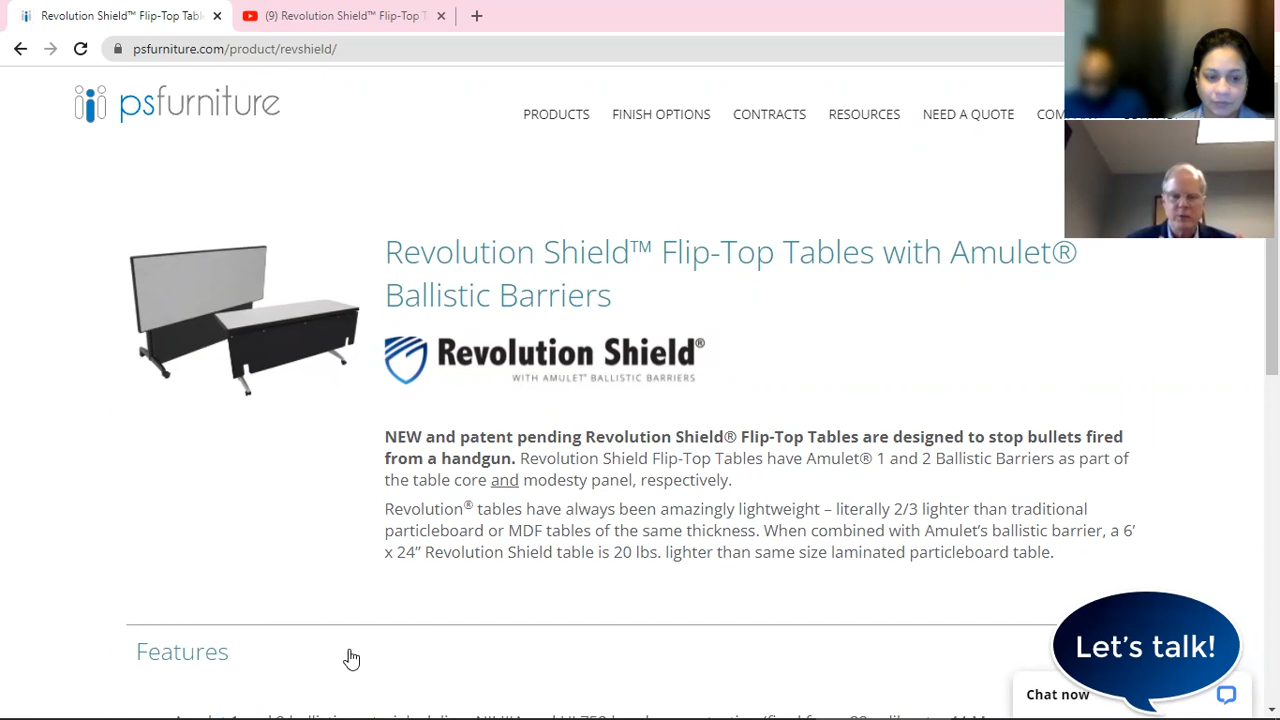 Revolution Shield™ Flip-Top Tabl
(9) Revolution Shield™ Flip-Top T
psfurniture.com/product/revshield/
psfurniture
PRODUCTS FINISH OPTIONS CONTRACTS RESOURCES NEED A QUOTE
Revolution Shield™ Flip-Top Tables with Amulet®
Ballistic Barriers
Revolution Shield®
WITH AMULET® BALLISTIC BARRIERS
NEW and patent pending Revolution Shield® Flip-Top Tables are designed to stop bullets fired
from a handgun. Revolution Shield Flip-Top Tables have Amulet® 1 and 2 Ballistic Barriers as part of
the table core and modesty panel, respectively.
Revolution® tables have always been amazingly lightweight – literally 2/3 lighter than traditional
particleboard or MDF tables of the same thickness. When combined with Amulet’s ballistic barrier, a 6’
x 24” Revolution Shield table is 20 lbs. lighter than same size laminated particleboard table.
Let’s talk!
Features
Chat now